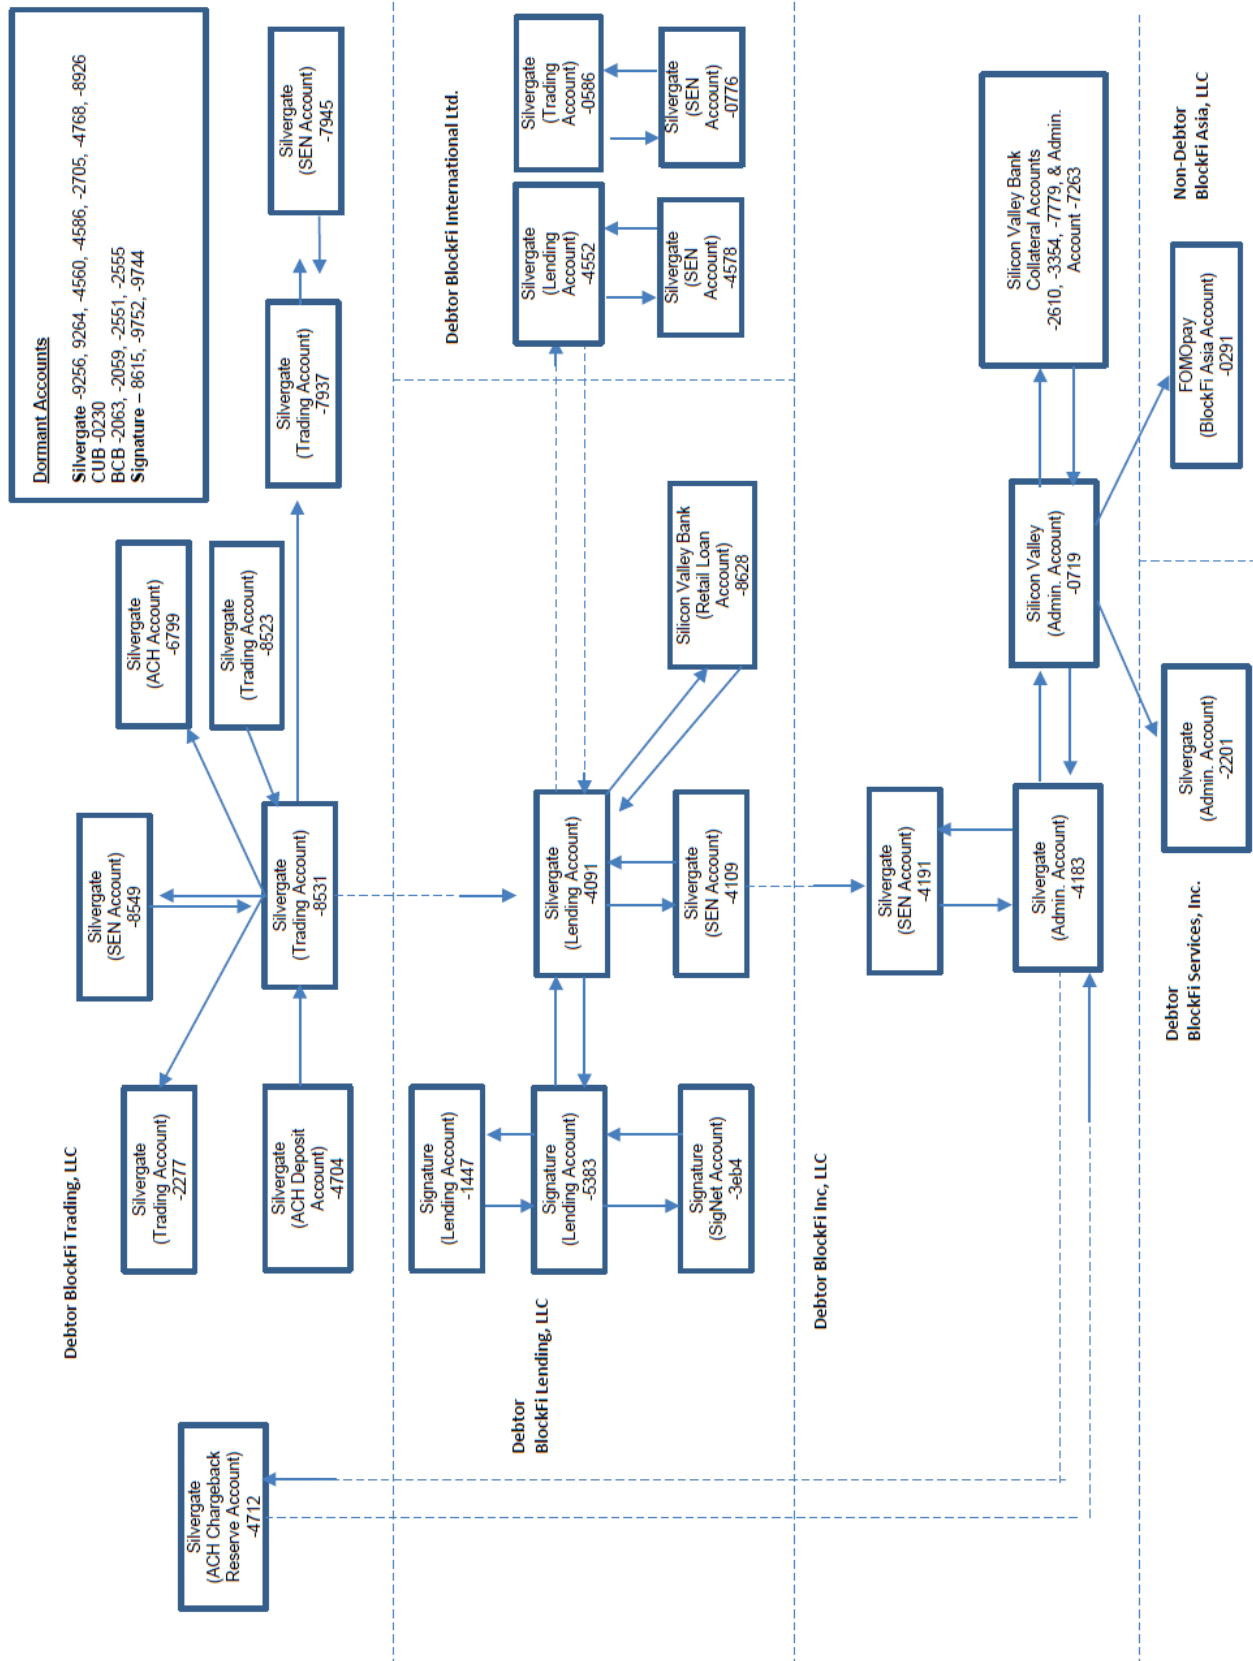 Debtor BlockFi Trading, LLC
Silvergate
(ACH Chargeback
Reserve Account)
-4712
Silvergate
(Trading Account)
-2277
Silvergate
(ACH Deposit
Account)
-4704
Silvergate
(SEN Account)
-8549
Silvergate
(Trading Account)
-8531
Silvergate
(ACH Account)
-6799
Silvergate
(Trading Account)
-8523
Silvergate
(Trading Account)
-7937
Silvergate
(SEN Account)
-7945
Dormant Accounts
Silvergate -9256, 9264, -4560, -4586, -2705, -4768, -8926
CUB -0230
BCB -2063, -2059, -2551, -2555
Signature – 8615, -9752, -9744
Debtor
BlockFi Lending, LLC
Signature
(Lending Account)
-1447
Signature
(Lending Account)
-5383
Signature
(SigNet Account)
-3eb4
Silvergate
(Lending Account)
-4091
Silvergate
(SEN Account)
-4109
Silicon Valley Bank
(Retail Loan
Account)
-8628
Debtor BlockFi International Ltd.
Silvergate
(Lending
Account)
-4552
Silvergate
(SEN
Account)
-4578
Silvergate
(Trading
Account)
-0586
Silvergate
(SEN
Account)
-0776
Debtor BlockFi Inc, LLC
Silvergate
(SEN Account)
-4191
Silvergate
(Admin. Account)
-4183
Silicon Valley
(Admin. Account)
-0719
Silicon Valley Bank
Collateral Accounts
-2610, -3354, -7779, & Admin.
Account -7263
Debtor
BlockFi Services, Inc.
Silvergate
(Admin. Account)
-2201
FOMOpay
(BlockFi Asia Account)
-0291
Non-Debtor
BlockFi Asia, LLC